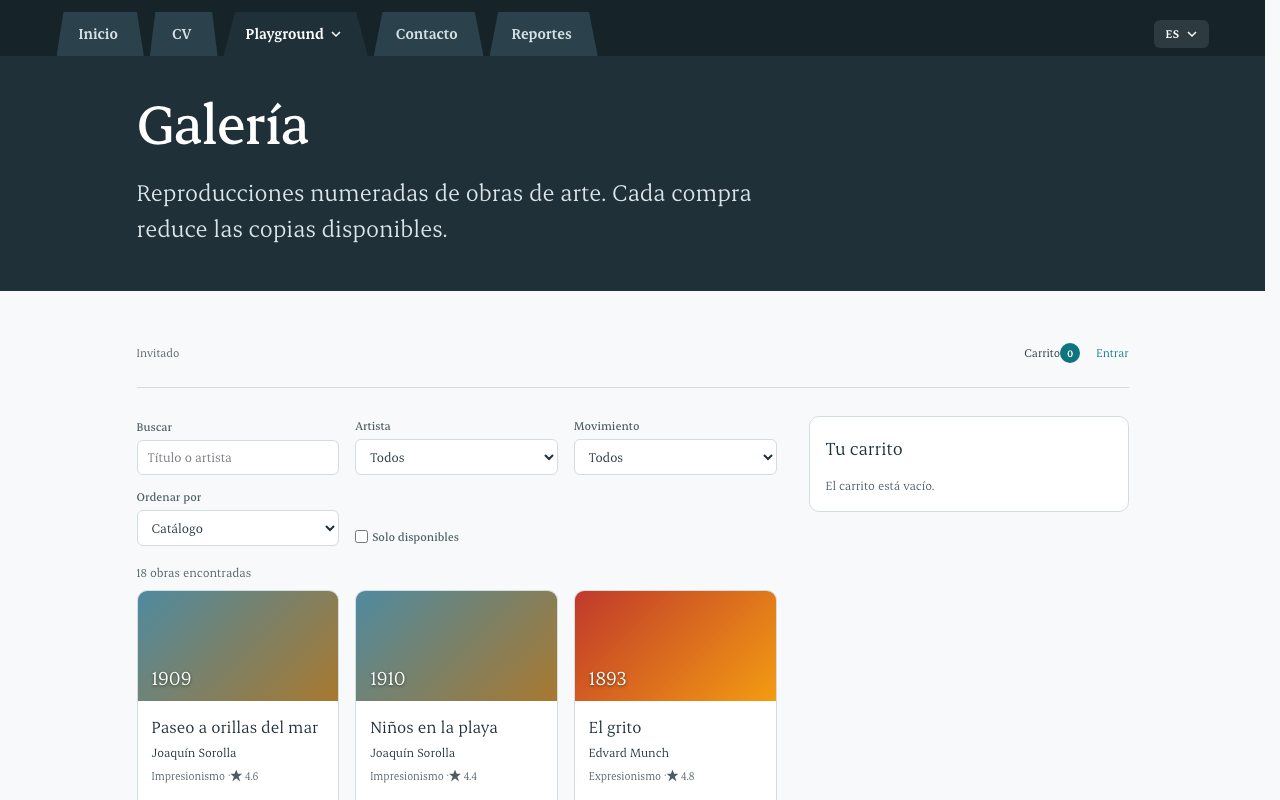 Inicio
CV
Playground
Contacto
Reportes
ES
Galería
Reproducciones numeradas de obras de arte. Cada compra
reduce las copias disponibles.
Invitado
Carrito 0
Entrar
Buscar
Título o artista
Artista
Todos
Movimiento
Todos
Ordenar por
Catálogo
Solo disponibles
Tu carrito
El carrito está vacío.
18 obras encontradas
1909
Paseo a orillas del mar
Joaquín Sorolla
Impresionismo · ★ 4.6
1910
Niños en la playa
Joaquín Sorolla
Impresionismo · ★ 4.4
1893
El grito
Edvard Munch
Expresionismo · ★ 4.8